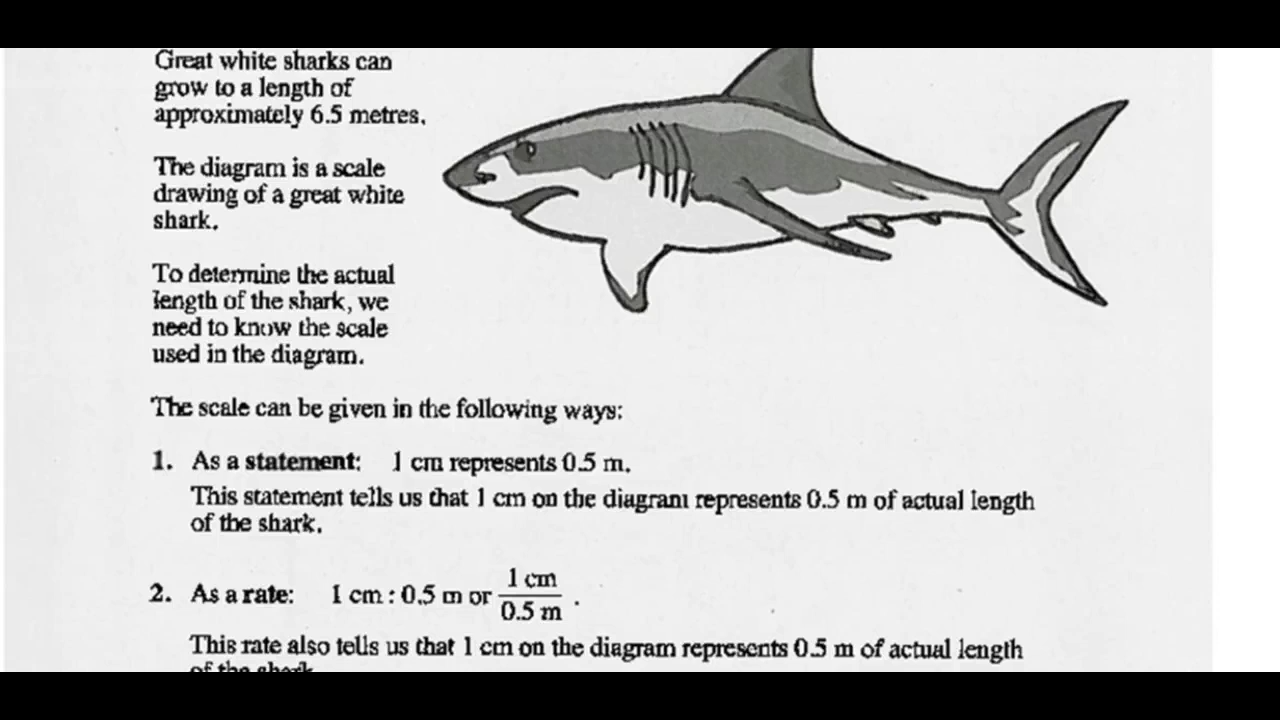 Great white sharks can
grow to a length of
approximately 6.5 metres.
The diagram is a scale
drawing of a great white
shark.
To determine the actual
length of the shark, we
need to know the scale
used in the diagram.
The scale can be given in the following ways:
1. As a statement: 1 cm represents 0.5 m.
This statement tells us that 1 cm on the diagram represents 0.5 m of actual length
of the shark.
2. As a rate: 1 cm : 0.5 m or 1 cm / 0.5 m .
This rate also tells us that 1 cm on the diagram represents 0.5 m of actual length
of the shark